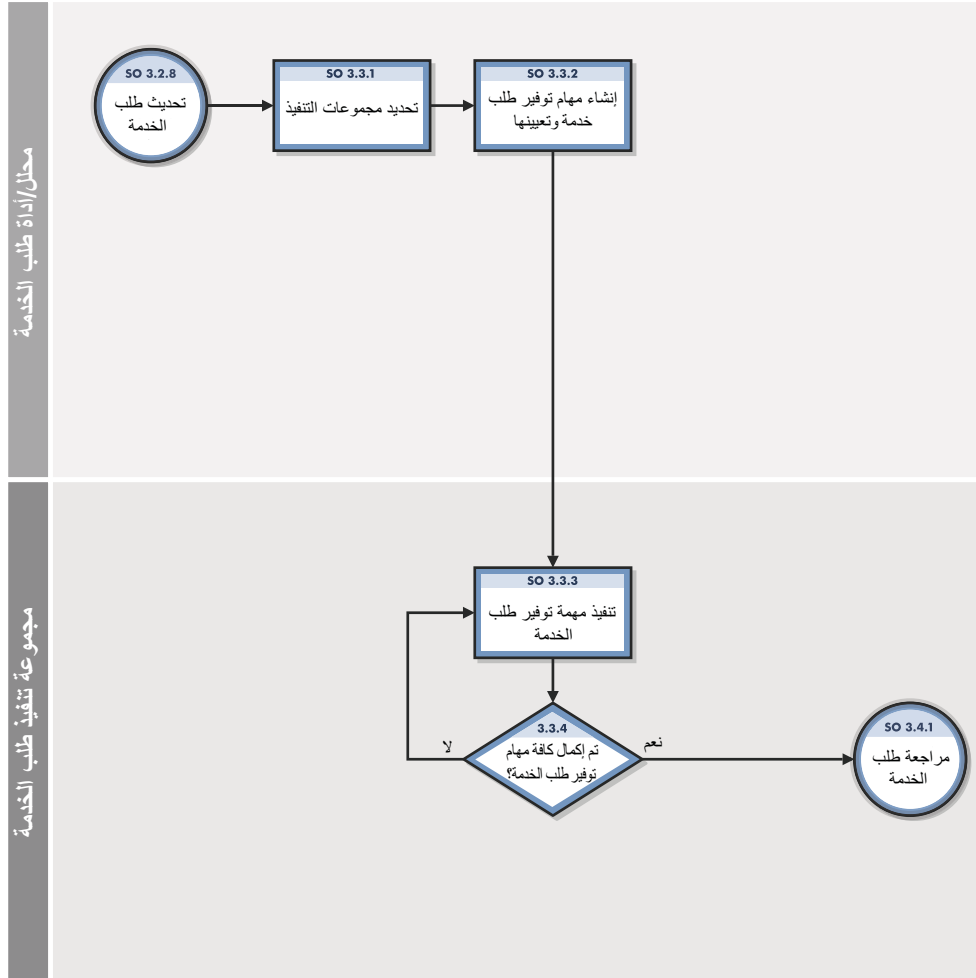 محلل/أداة طلب الخدمة
SO 3.2.8
تحديث طلب
الخدمة
SO 3.3.1
تحديد مجموعات التنفيذ
SO 3.3.2
إنشاء مهام توفير طلب
خدمة وتعيينها
مجموعة تنفيذ طلب الخدمة
SO 3.3.3
تنفيذ مهمة توفير طلب
الخدمة
3.3.4
تم إكمال كافة مهام
توفير طلب الخدمة؟
لا
نعم
SO 3.4.1
مراجعة طلب
الخدمة